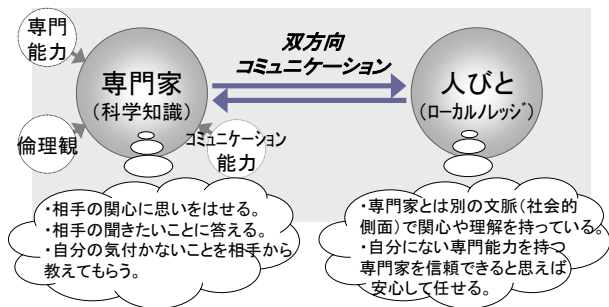 専門
能力
専門家
(科学知識)
倫理観
コミュニケーション
能力
双方向
コミュニケーション
人びと
(ローカルノレッジ)
・相手の関心に思いをはせる。
・相手の聞きたいことに答える。
・自分の気付かないことを相手から
教えてもらう。
・専門家とは別の文脈(社会的
側面)で関心や理解を持っている。
・自分にない専門能力を持つ
専門家を信頼できると思えば
安心して任せる。